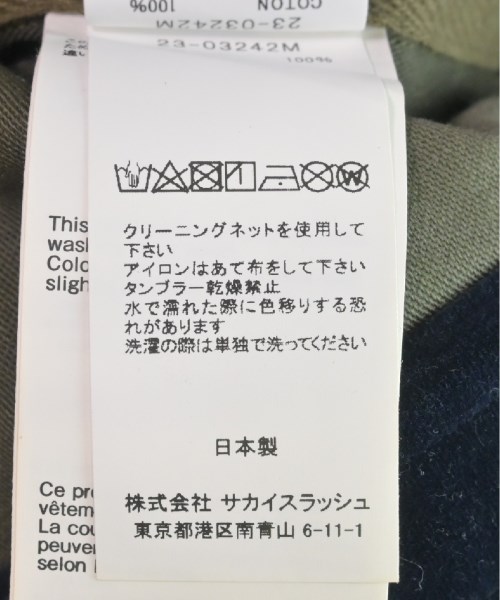 COTON 100%
23-03242M
23-03242M
100%
This
wash
Colo
sligh
クリーニングネットを使用して
下さい
アイロンはあて布をして下さい
タンブラー乾燥禁止
水で濡れた際に色移りする恐
れがあります
洗濯の際は単独で洗ってください
日本製
Ce pr
vêtem
La cou
peuven
selon
株式会社 サカイスラッシュ
東京都港区南青山 6-11-1